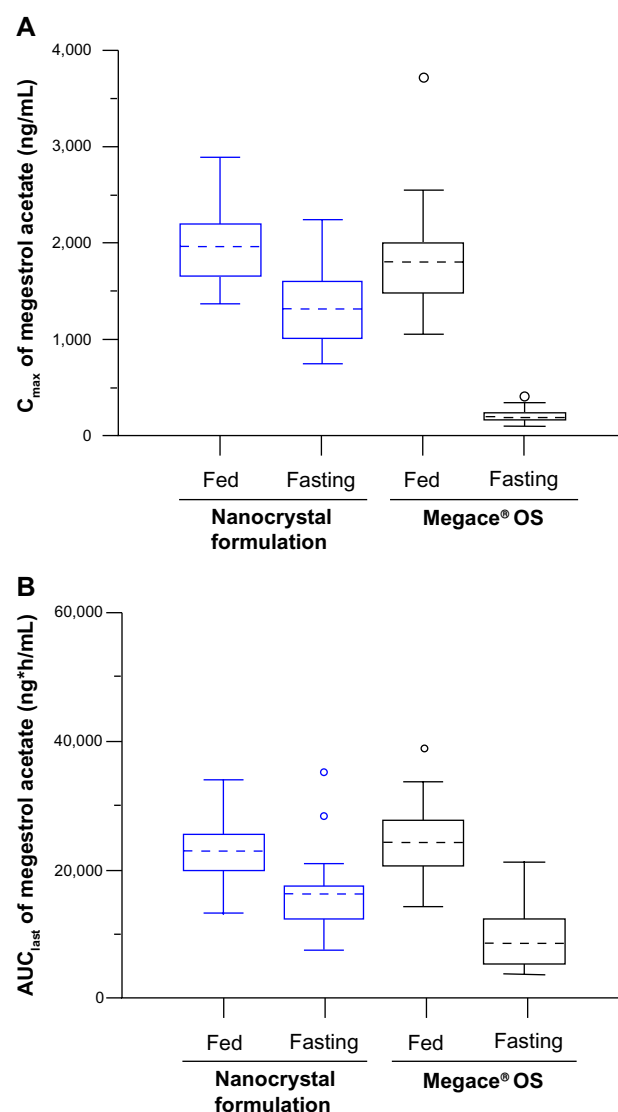 A
C_max of megestrol acetate (ng/mL)
4,000
3,000
2,000
1,000
0
Fed Fasting Fed Fasting
Nanocrystal formulation
Megace® OS
B
AUC_last of megestrol acetate (ng*h/mL)
60,000
40,000
20,000
0
Fed Fasting Fed Fasting
Nanocrystal formulation
Megace® OS